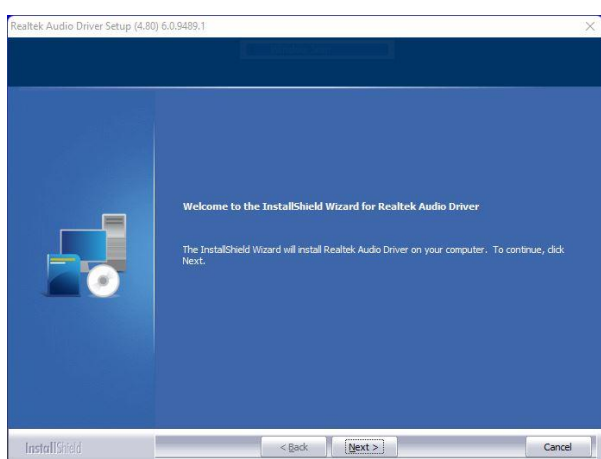 Realtek Audio Driver Setup (4.80) 6.0.9489.1
Welcome to the InstallShield Wizard for Realtek Audio Driver
The InstallShield Wizard will install Realtek Audio Driver on your computer. To continue, click
Next.
InstallShield
< Back
Next >
Cancel